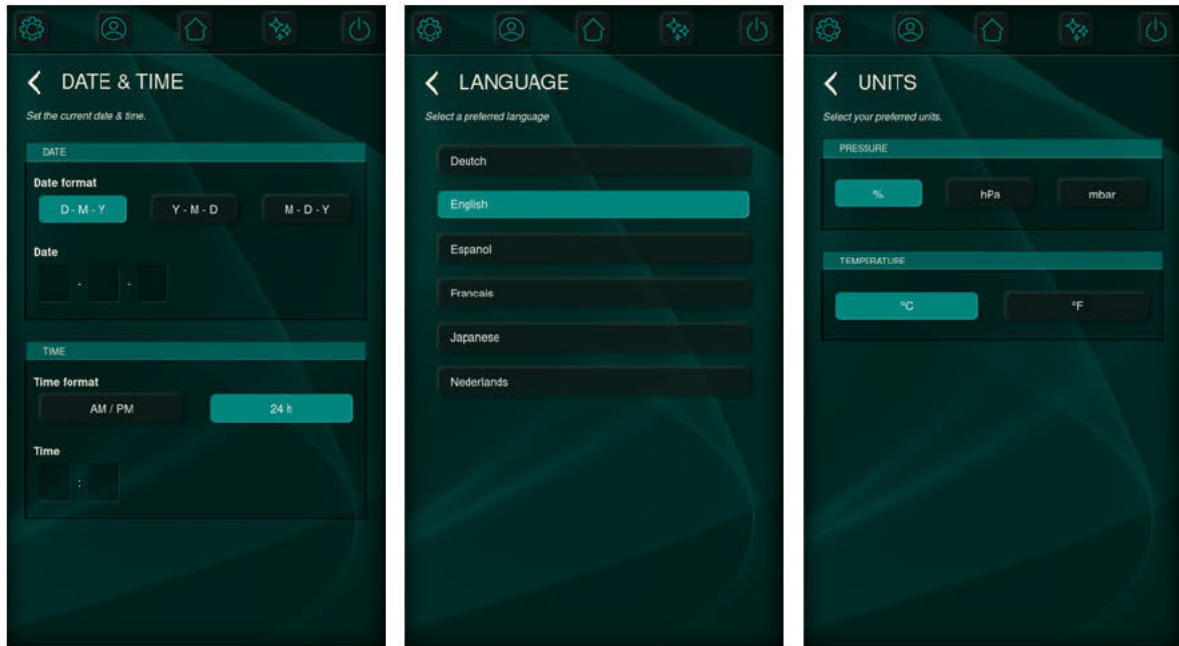 DATE & TIME
Set the current date & time.
DATE
Date format
D - M - Y
Y - M - D
M - D - Y
Date
- -
TIME
Time format
AM / PM
24 h
Time
:
LANGUAGE
Select a preferred language
Deutch
English
Espanol
Francais
Japanese
Nederlands
UNITS
Select your preferred units.
PRESSURE
%
hPa
mbar
TEMPERATURE
°C
°F